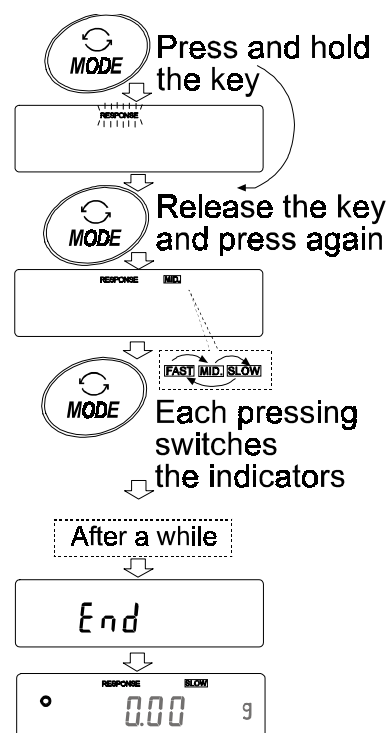 MODE
Press and hold
the key
RESPONSE
MODE
Release the key
and press again
RESPONSE MID.
FAST MID. SLOW
MODE
Each pressing
switches
the indicators
After a while
End
RESPONSE SLOW
0.00 g